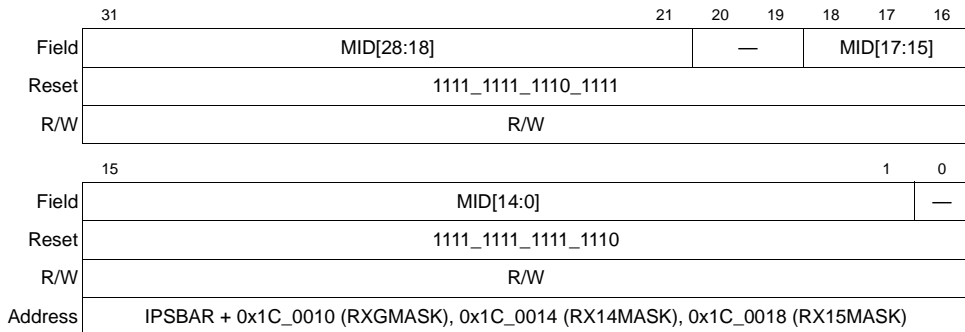 31 21 20 19 18 17 16
Field MID[28:18] — MID[17:15]
Reset 1111_1111_1110_1111
R/W R/W
15 1 0
Field MID[14:0] —
Reset 1111_1111_1111_1110
R/W R/W
Address IPSBAR + 0x1C_0010 (RXGMASK), 0x1C_0014 (RX14MASK), 0x1C_0018 (RX15MASK)